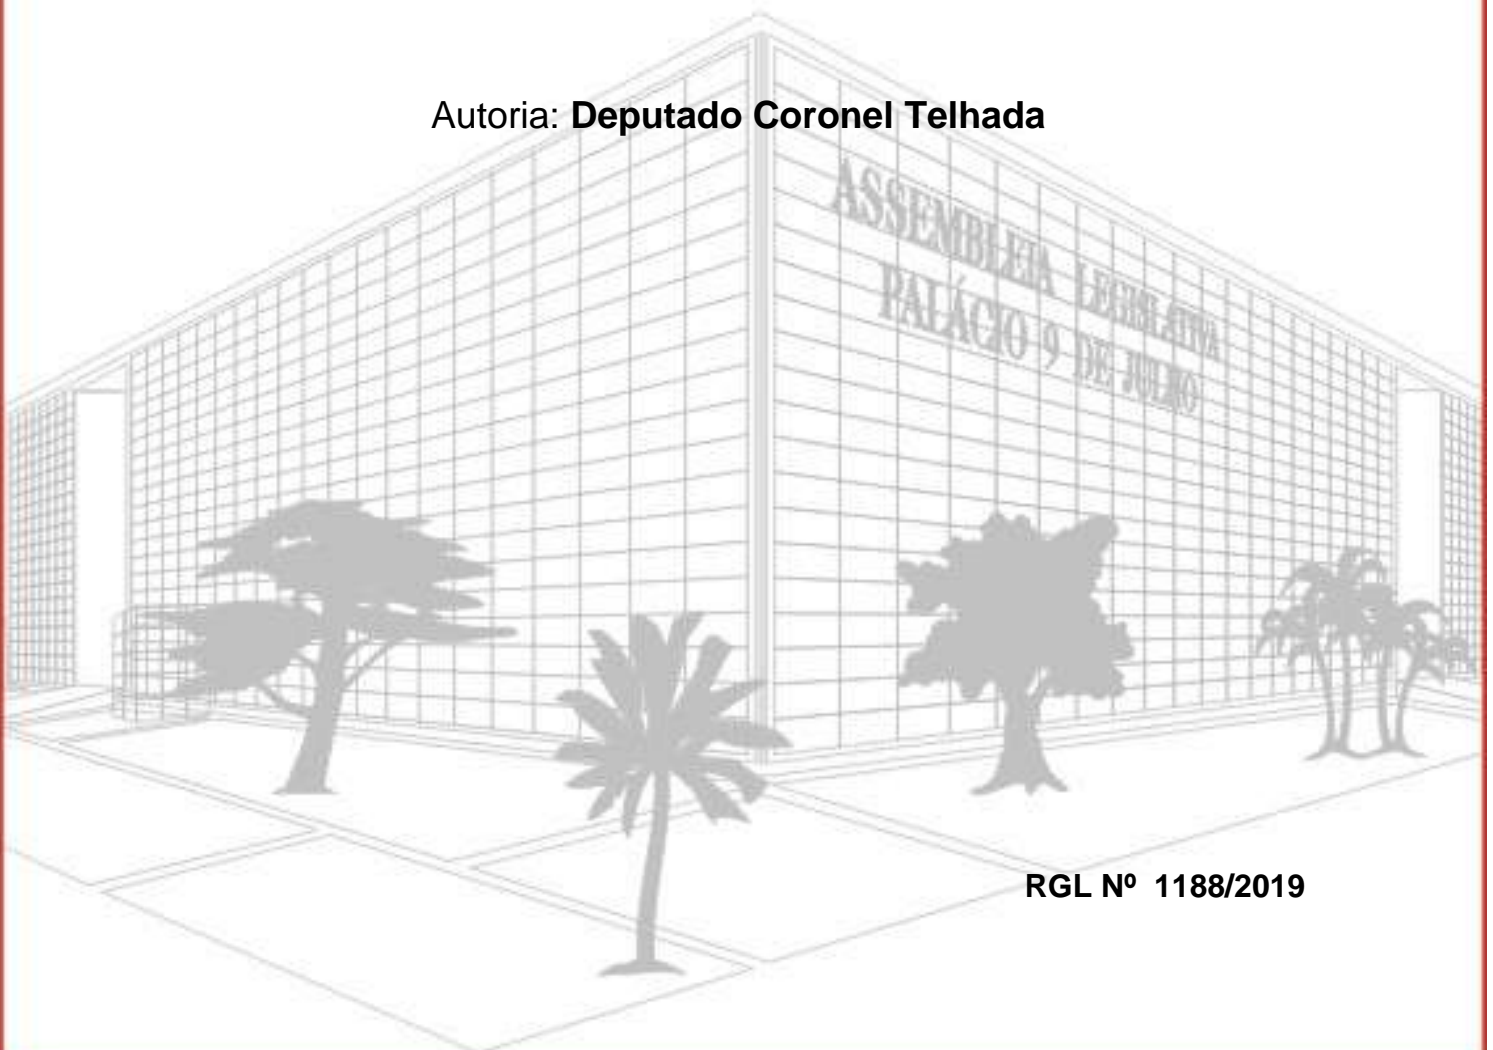 Autoria: Deputado Coronel Telhada
ASSEMBLEIA LEGISLATIVA
PALÁCIO 9 DE JULHO
RGL Nº 1188/2019